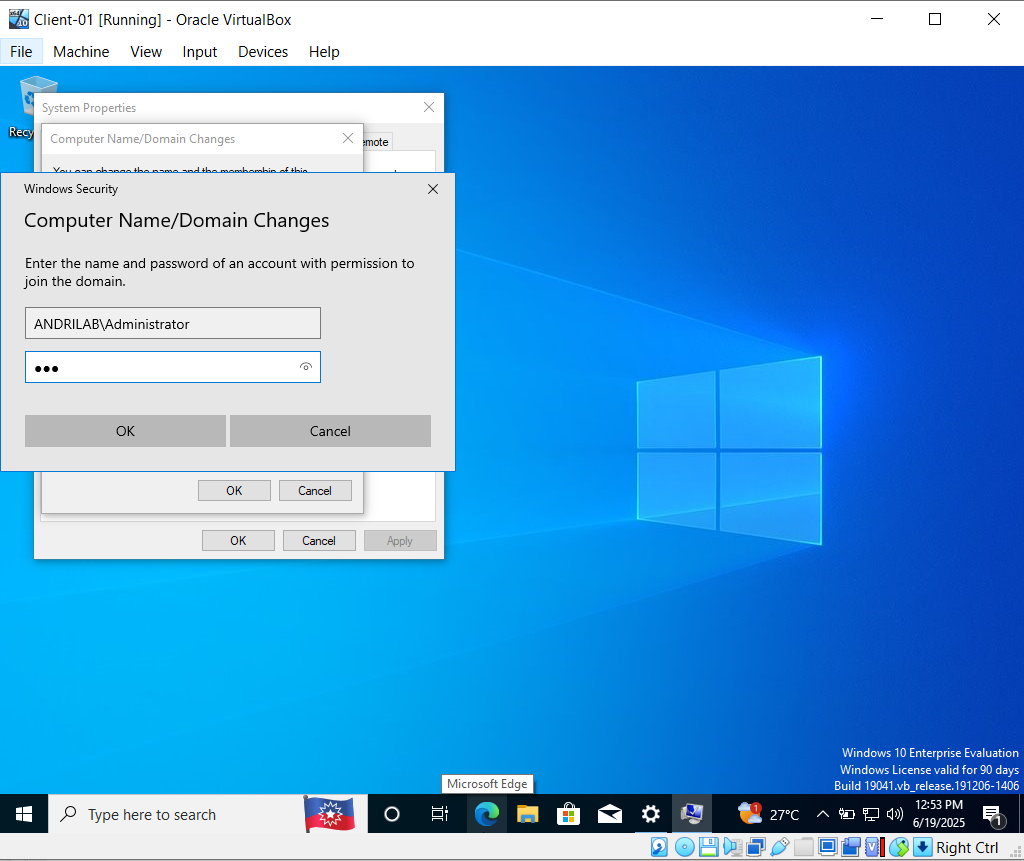 Client-01 [Running] - Oracle VirtualBox
File Machine View Input Devices Help
System Properties
Computer Name/Domain Changes
emote
Recy
You can change the name and the membership of this
Windows Security
Computer Name/Domain Changes
Enter the name and password of an account with permission to
join the domain.
ANDRILAB\Administrator
●●●
OK Cancel
OK Cancel
OK Cancel Apply
Windows 10 Enterprise Evaluation
Windows License valid for 90 days
Build 19041.vb_release.191206-1406
Microsoft Edge
Type here to search
1
27°C
12:53 PM
6/19/2025
1
Right Ctrl